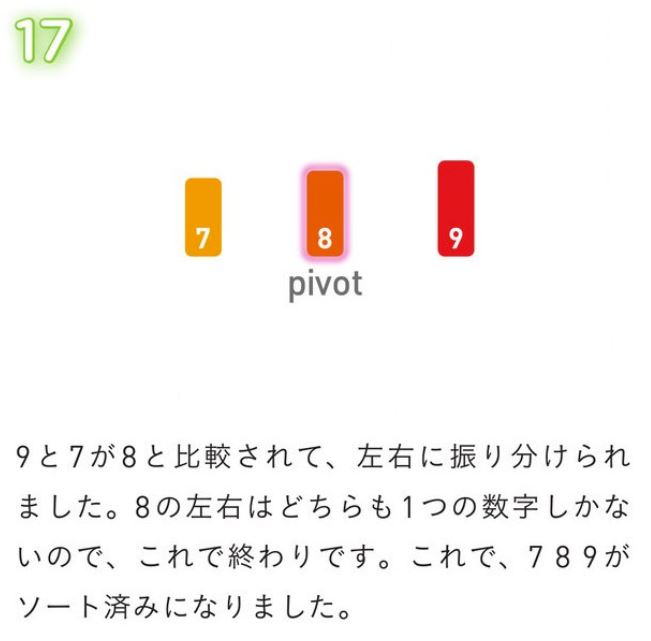 17
7 8 9
pivot
9と7が8と比較されて、左右に振り分けられ
ました。8の左右はどちらも1つの数字しかな
いので、これで終わりです。これで、7 8 9が
ソート済みになりました。